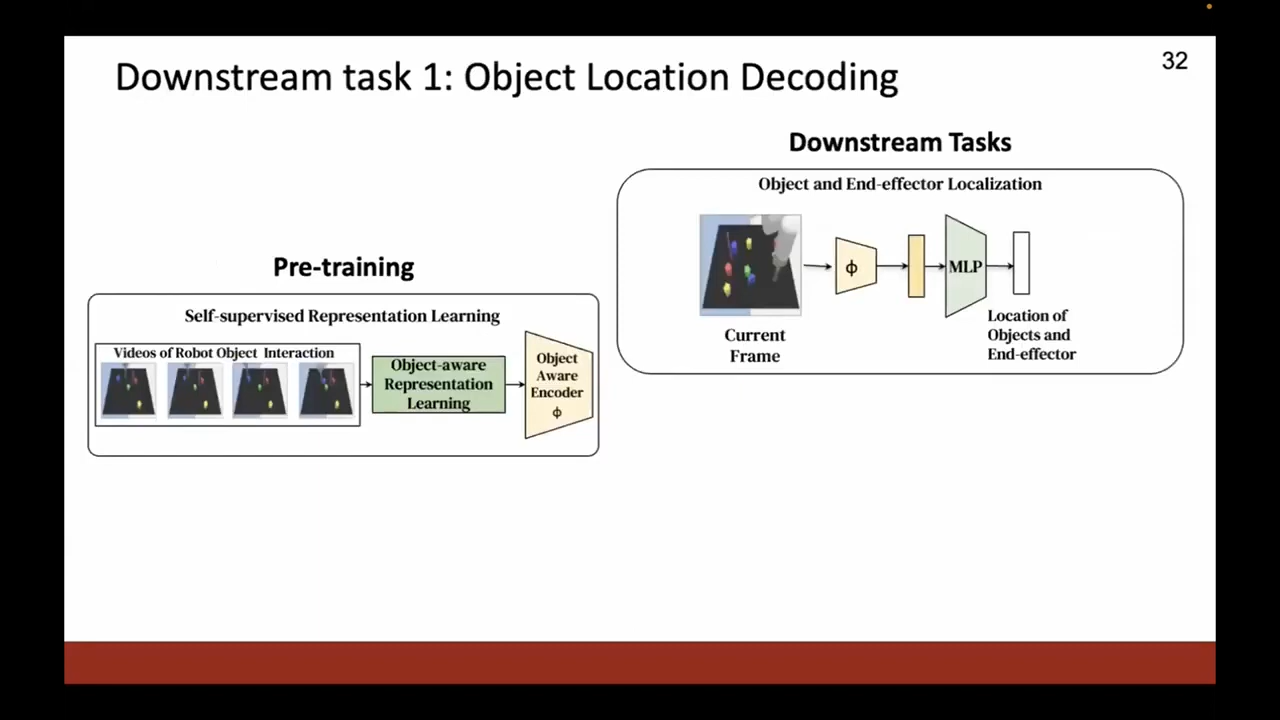 Downstream task 1: Object Location Decoding
32
Pre-training
Self-supervised Representation Learning
Videos of Robot Object Interaction
Object-aware
Representation
Learning
Object
Aware
Encoder
ϕ
Downstream Tasks
Object and End-effector Localization
Current
Frame
ϕ
MLP
Location of
Objects and
End-effector